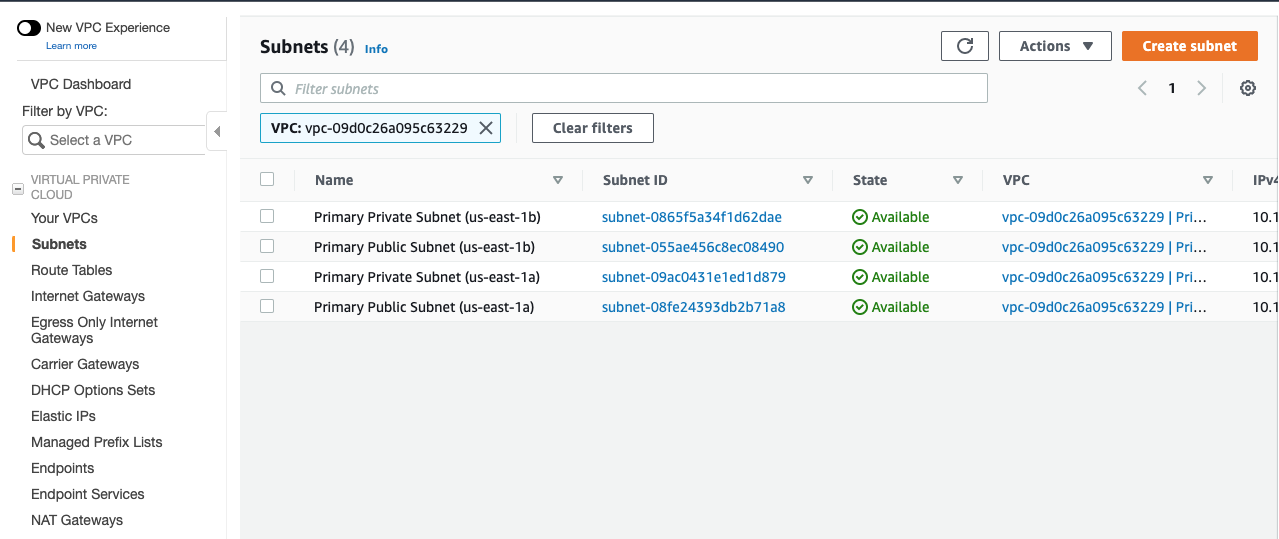 New VPC Experience
Learn more
VPC Dashboard
Filter by VPC:
Select a VPC
VIRTUAL PRIVATE
CLOUD
Your VPCs
Subnets
Route Tables
Internet Gateways
Egress Only Internet
Gateways
Carrier Gateways
DHCP Options Sets
Elastic IPs
Managed Prefix Lists
Endpoints
Endpoint Services
NAT Gateways
Subnets (4) Info
Actions
Create subnet
Filter subnets
1
VPC: vpc-09d0c26a095c63229
Clear filters
Name Subnet ID State VPC IPv4
Primary Private Subnet (us-east-1b) subnet-0865f5a34f1d62dae Available vpc-09d0c26a095c63229 | Pri... 10.1
Primary Public Subnet (us-east-1b) subnet-055ae456c8ec08490 Available vpc-09d0c26a095c63229 | Pri... 10.1
Primary Private Subnet (us-east-1a) subnet-09ac0431e1ed1d879 Available vpc-09d0c26a095c63229 | Pri... 10.1
Primary Public Subnet (us-east-1a) subnet-08fe24393db2b71a8 Available vpc-09d0c26a095c63229 | Pri... 10.1